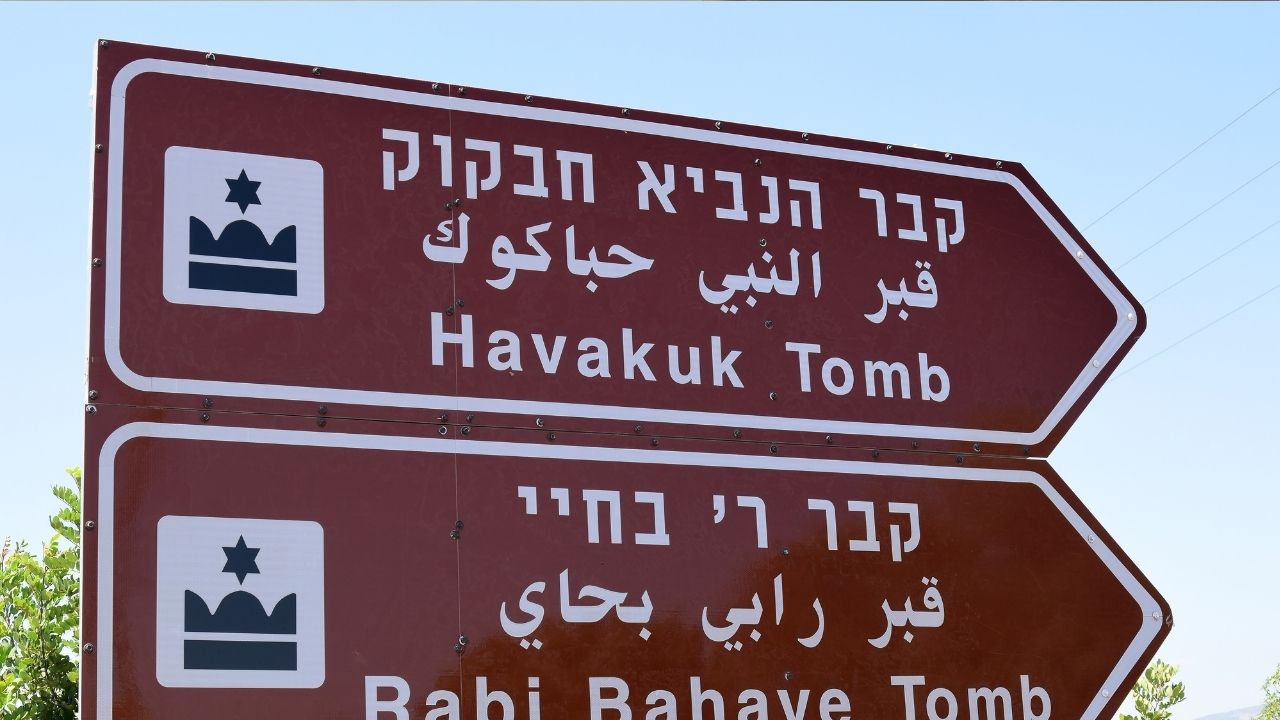 קבר הנביא חבקוק
قبر النبي حباكوك
Havakuk Tomb
קבר ר' בחיי
قبر رابي بحاي
Rabi Bahaye Tomb